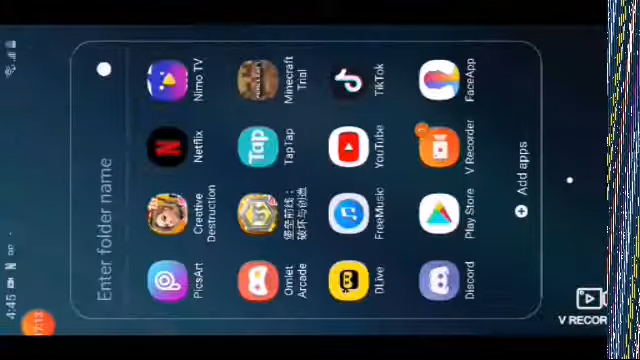 4:45
Enter folder name
PicsArt
Creative
Destruction
Netflix
Nimo TV
Omlet
Arcade
堡垒前线：
破坏与创造
Tap
TapTap
Minecraft
Trial
DLive
FreeMusic
YouTube
TikTok
Discord
Play Store
V Recorder
FaceApp
Add apps
V RECOR